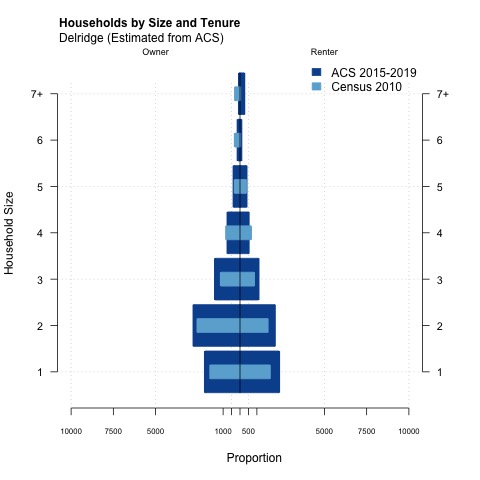 Households by Size and Tenure
Delridge (Estimated from ACS)
Owner Renter
ACS 2015-2019
Census 2010
7+ 7+
6 6
5 5
4 4
3 3
2 2
1 1
Household Size
10000 7500 5000 1000 500 5000 7500 10000
Proportion